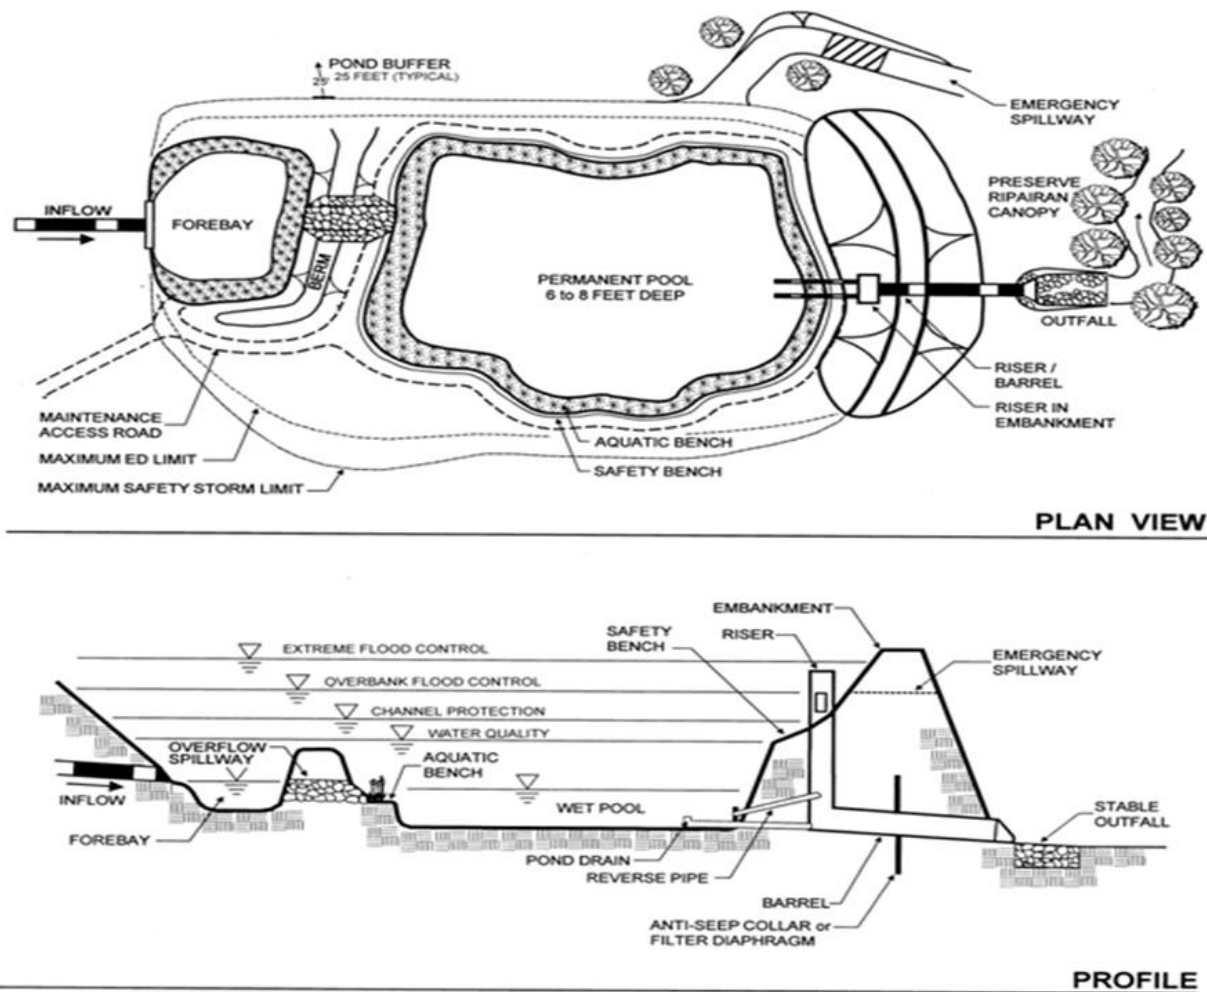 POND BUFFER
25 FEET (TYPICAL)
25'
EMERGENCY
SPILLWAY
PRESERVE
RIPAIRAN
CANOPY
INFLOW
FOREBAY
BERM
PERMANENT POOL
6 to 8 FEET DEEP
OUTFALL
RISER /
BARREL
RISER IN
EMBANKMENT
MAINTENANCE
ACCESS ROAD
MAXIMUM ED LIMIT
MAXIMUM SAFETY STORM LIMIT
AQUATIC BENCH
SAFETY BENCH
PLAN VIEW
EMBANKMENT
SAFETY
BENCH
RISER
EXTREME FLOOD CONTROL
EMERGENCY
SPILLWAY
OVERBANK FLOOD CONTROL
CHANNEL PROTECTION
WATER QUALITY
OVERFLOW
SPILLWAY
AQUATIC
BENCH
INFLOW
WET POOL
STABLE
OUTFALL
FOREBAY
POND DRAIN
REVERSE PIPE
BARREL
ANTI-SEEP COLLAR or
FILTER DIAPHRAGM
PROFILE